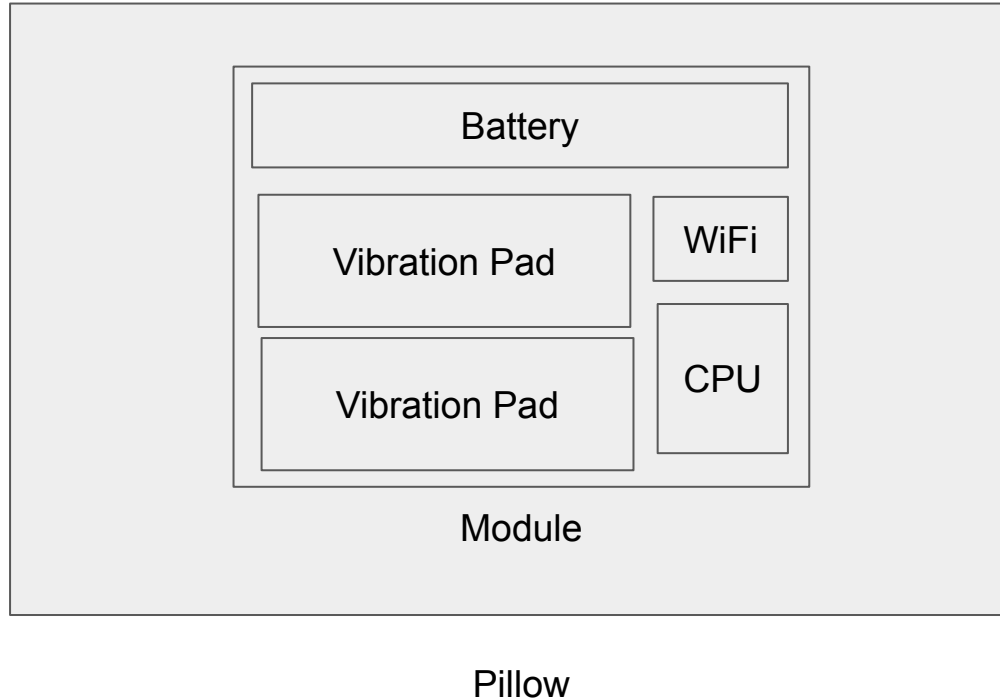 Battery
Vibration Pad
WiFi
Vibration Pad
CPU
Module
Pillow